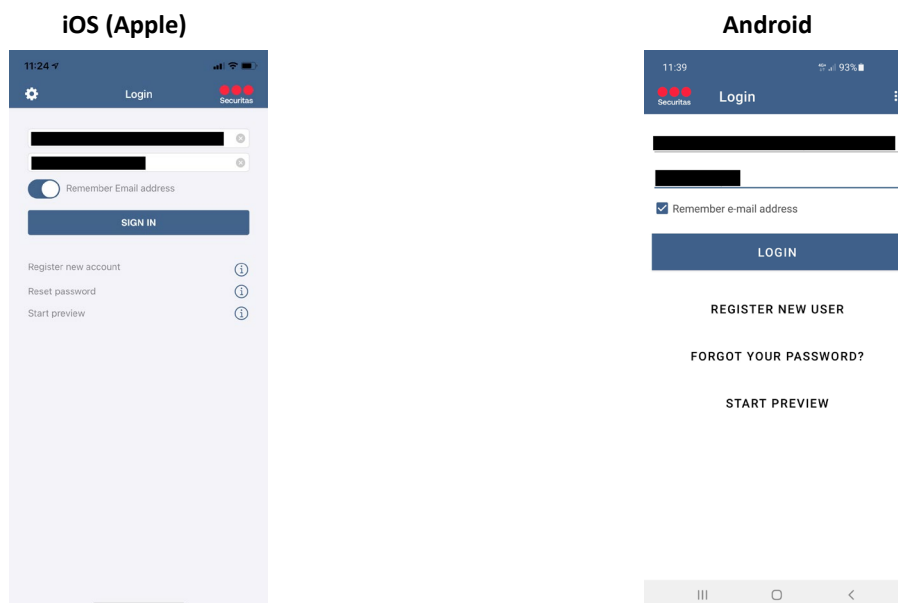 iOS (Apple)
11:24
Login
Securitas
Remember Email address
SIGN IN
Register new account
Reset password
Start preview
Android
11:39
93%
Securitas
Login
Remember e-mail address
LOGIN
REGISTER NEW USER
FORGOT YOUR PASSWORD?
START PREVIEW